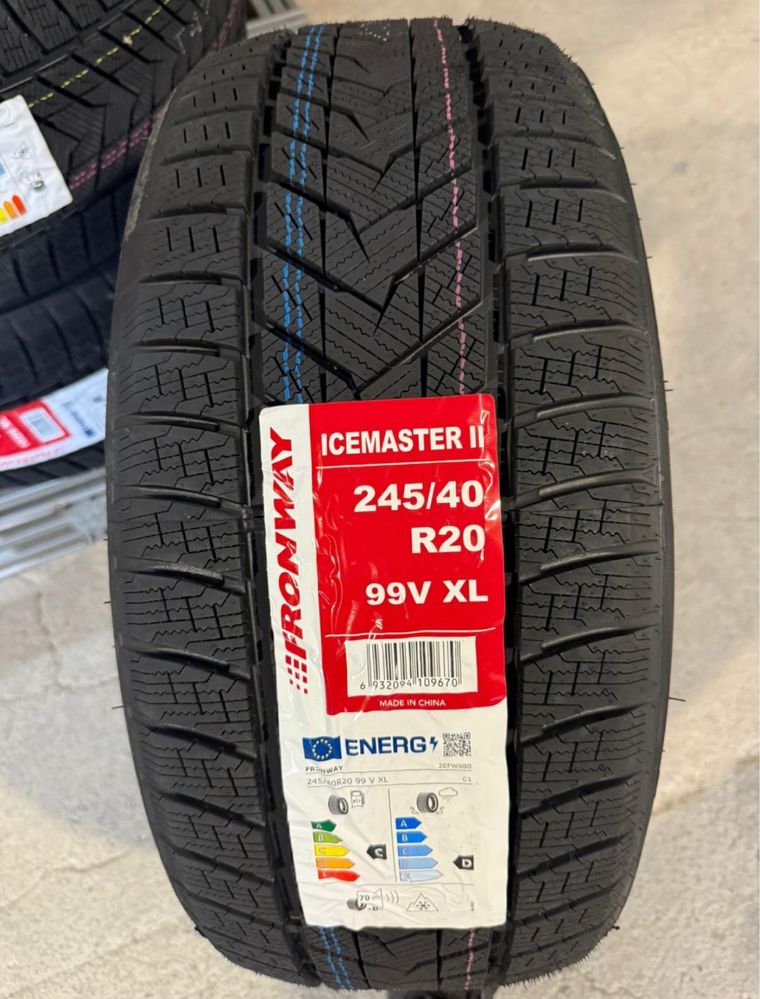 FRONWAY
ICEMASTER II
245/40
R20
99V XL
6 932094 109670
MADE IN CHINA
ENERG
FRONWAY
2EFW980
245/40R20 99 V XL
C1
A
B
C
D
E
C
A
B
C
D
E
D
70 dB